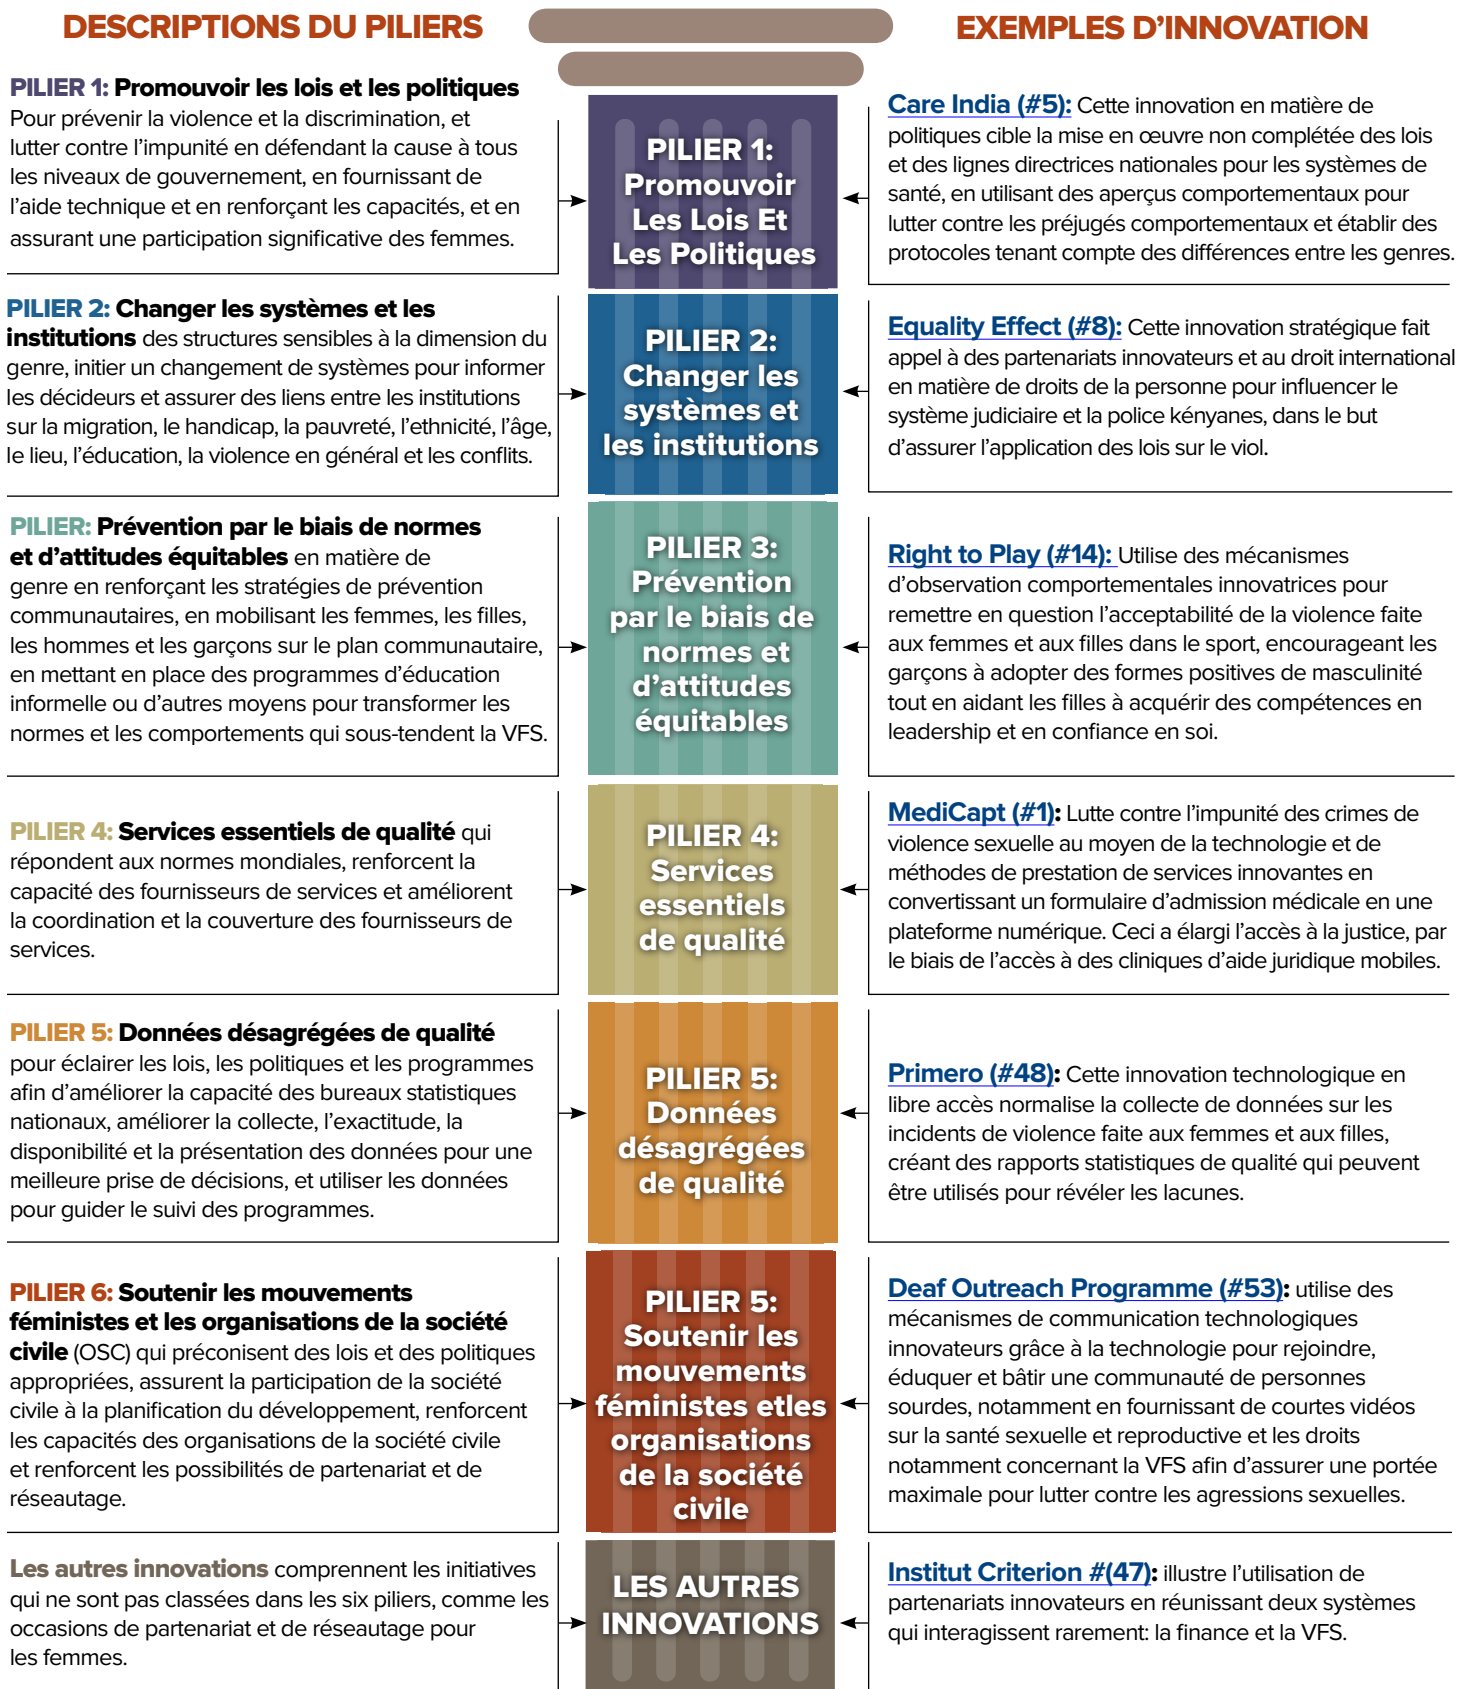 DESCRIPTIONS DU PILIERS
EXEMPLES D'INNOVATION
PILIER 1: Promouvoir les lois et les politiques
Pour prévenir la violence et la discrimination, et
lutter contre l'impunité en défendant la cause à tous
les niveaux de gouvernement, en fournissant de
l'aide technique et en renforçant les capacités, et en
assurant une participation significative des femmes.
PILIER 1:
Promouvoir
Les Lois Et
Les Politiques
Care India (#5): Cette innovation en matière de
politiques cible la mise en œuvre non complétée des lois
et des lignes directrices nationales pour les systèmes de
santé, en utilisant des aperçus comportementaux pour
lutter contre les préjugés comportementaux et établir des
protocoles tenant compte des différences entre les genres.
PILIER 2: Changer les systèmes et les
institutions des structures sensibles à la dimension du
genre, initier un changement de systèmes pour informer
les décideurs et assurer des liens entre les institutions
sur la migration, le handicap, la pauvreté, l'ethnicité, l'âge,
le lieu, l'éducation, la violence en général et les conflits.
PILIER 2:
Changer les
systèmes et
les institutions
Equality Effect (#8): Cette innovation stratégique fait
appel à des partenariats innovateurs et au droit international
en matière de droits de la personne pour influencer le
système judiciaire et la police kényanes, dans le but
d'assurer l'application des lois sur le viol.
PILIER: Prévention par le biais de normes
et d'attitudes équitables en matière de
genre en renforçant les stratégies de prévention
communautaires, en mobilisant les femmes, les filles,
les hommes et les garçons sur le plan communautaire,
en mettant en place des programmes d'éducation
informelle ou d'autres moyens pour transformer les
normes et les comportements qui sous-tendent la VFS.
PILIER 3:
Prévention
par le biais de
normes et
d'attitudes
équitables
Right to Play (#14): Utilise des mécanismes
d'observation comportementales innovatrices pour
remettre en question l'acceptabilité de la violence faite
aux femmes et aux filles dans le sport, encourageant les
garçons à adopter des formes positives de masculinité
tout en aidant les filles à acquérir des compétences en
leadership et en confiance en soi.
PILIER 4: Services essentiels de qualité qui
répondent aux normes mondiales, renforcent la
capacité des fournisseurs de services et améliorent
la coordination et la couverture des fournisseurs de
services.
PILIER 4:
Services
essentiels
de qualité
MediCapt (#1): Lutte contre l'impunité des crimes de
violence sexuelle au moyen de la technologie et de
méthodes de prestation de services innovantes en
convertissant un formulaire d'admission médicale en une
plateforme numérique. Ceci a élargi l'accès à la justice, par
le biais de l'accès à des cliniques d'aide juridique mobiles.
PILIER 5: Données désagrégées de qualité
pour éclairer les lois, les politiques et les programmes
afin d'améliorer la capacité des bureaux statistiques
nationaux, améliorer la collecte, l'exactitude, la
disponibilité et la présentation des données pour une
meilleure prise de décisions, et utiliser les données
pour guider le suivi des programmes.
PILIER 5:
Données
désagrégées
de qualité
Primero (#48): Cette innovation technologique en
libre accès normalise la collecte de données sur les
incidents de violence faite aux femmes et aux filles,
créant des rapports statistiques de qualité qui peuvent
être utilisés pour révéler les lacunes.
PILIER 6: Soutenir les mouvements
féministes et les organisations de la société
civile (OSC) qui préconisent des lois et des politiques
appropriées, assurent la participation de la société
civile à la planification du développement, renforcent
les capacités des organisations de la société civile
et renforcent les possibilités de partenariat et de
réseautage.
PILIER 5:
Soutenir les
mouvements
féministes etles
organisations
de la société
civile
Deaf Outreach Programme (#53): utilise des
mécanismes de communication technologiques
innovateurs grâce à la technologie pour rejoindre,
éduquer et bâtir une communauté de personnes
sourdes, notamment en fournissant de courtes vidéos
sur la santé sexuelle et reproductive et les droits
notamment concernant la VFS afin d'assurer une portée
maximale pour lutter contre les agressions sexuelles.
Les autres innovations comprennent les initiatives
qui ne sont pas classées dans les six piliers, comme les
occasions de partenariat et de réseautage pour
les femmes.
LES AUTRES
INNOVATIONS
Institut Criterion #(47): illustre l'utilisation de
partenariats innovateurs en réunissant deux systèmes
qui interagissent rarement: la finance et la VFS.